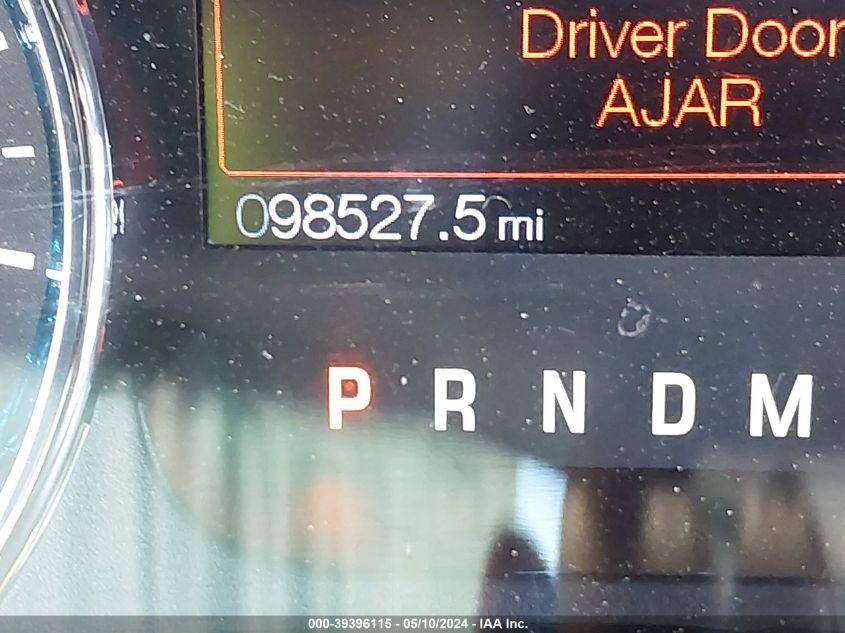 Driver Door
AJAR
098527.5 mi
P R N D M
000-39396115 - 05/10/2024 - IAA Inc.